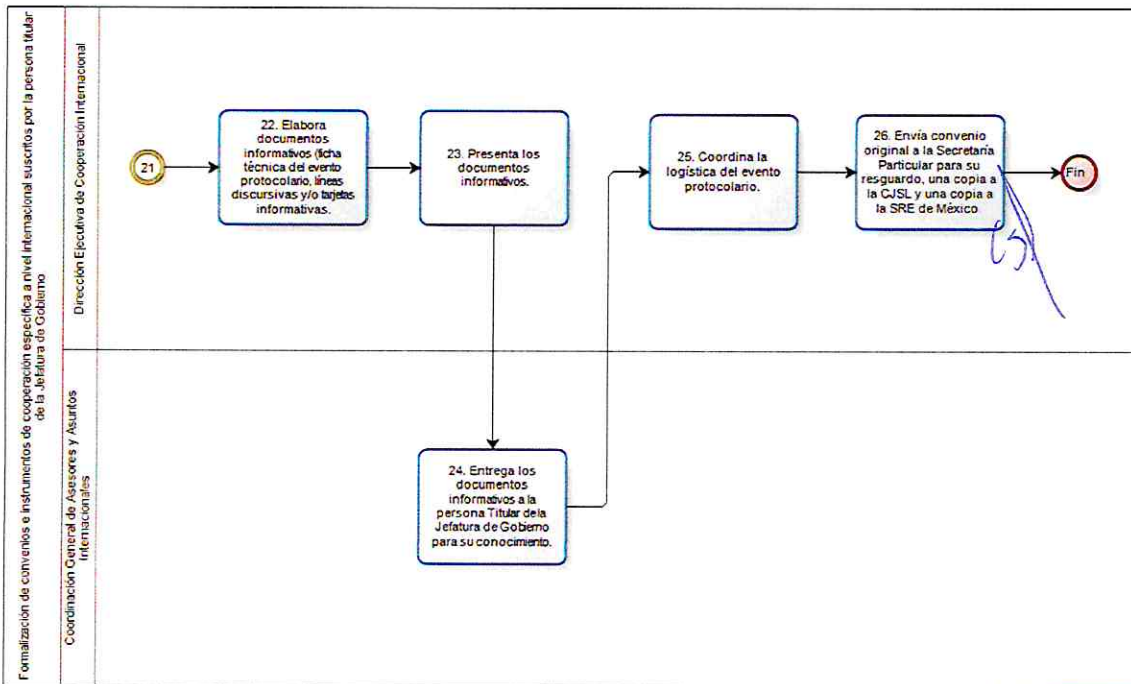 Formalización de convenios e instrumentos de cooperación específica a nivel internacional suscritos por la persona titular
de la Jefatura de Gobierno
Dirección Ejecutiva de Cooperación Internacional
21
22. Elabora
documentos
informativos (ficha
técnica del evento
protocolario, líneas
discursivas y/o tarjetas
informativas.
23. Presenta los
documentos
informativos.
25. Coordina la
logística del evento
protocolario.
26. Envía convenio
original a la Secretaría
Particular para su
resguardo, una copia a
la CJSL y una copia a
la SRE de México
Fin
Coordinación General de Asesores y Asuntos
Internacionales
24. Entrega los
documentos
informativos a la
persona Titular dela
Jefatura de Gobierno
para su conocimiento.